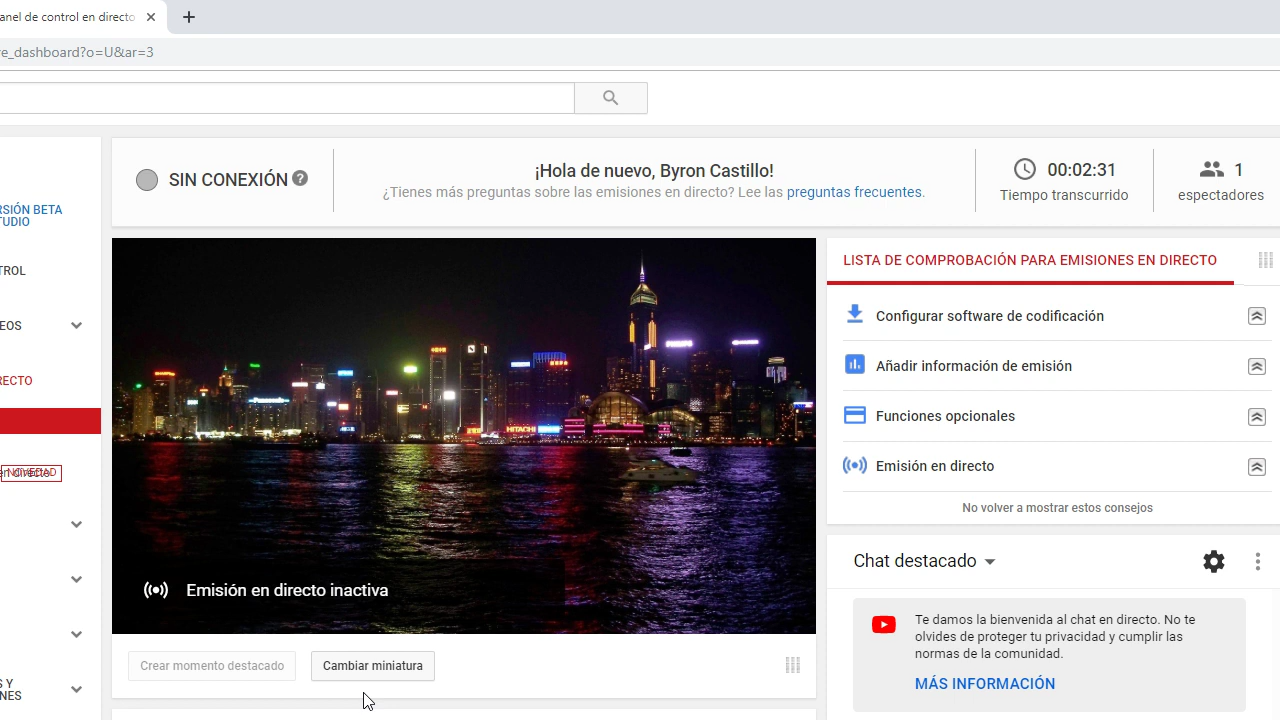 anel de control en directo
re_dashboard?o=U&ar=3
SIN CONEXIÓN
¡Hola de nuevo, Byron Castillo!
¿Tienes más preguntas sobre las emisiones en directo? Lee las preguntas frecuentes.
00:02:31
Tiempo transcurrido
1
espectadores
RSIÓN BETA
TUDIO
TROL
EOS
RECTO
NOVEDAD
S Y
NES
Panasonic
HITACHI
Emisión en directo inactiva
Crear momento destacado
Cambiar miniatura
LISTA DE COMPROBACIÓN PARA EMISIONES EN DIRECTO
Configurar software de codificación
Añadir información de emisión
Funciones opcionales
Emisión en directo
No volver a mostrar estos consejos
Chat destacado
Te damos la bienvenida al chat en directo. No te
olvides de proteger tu privacidad y cumplir las
normas de la comunidad.
MÁS INFORMACIÓN